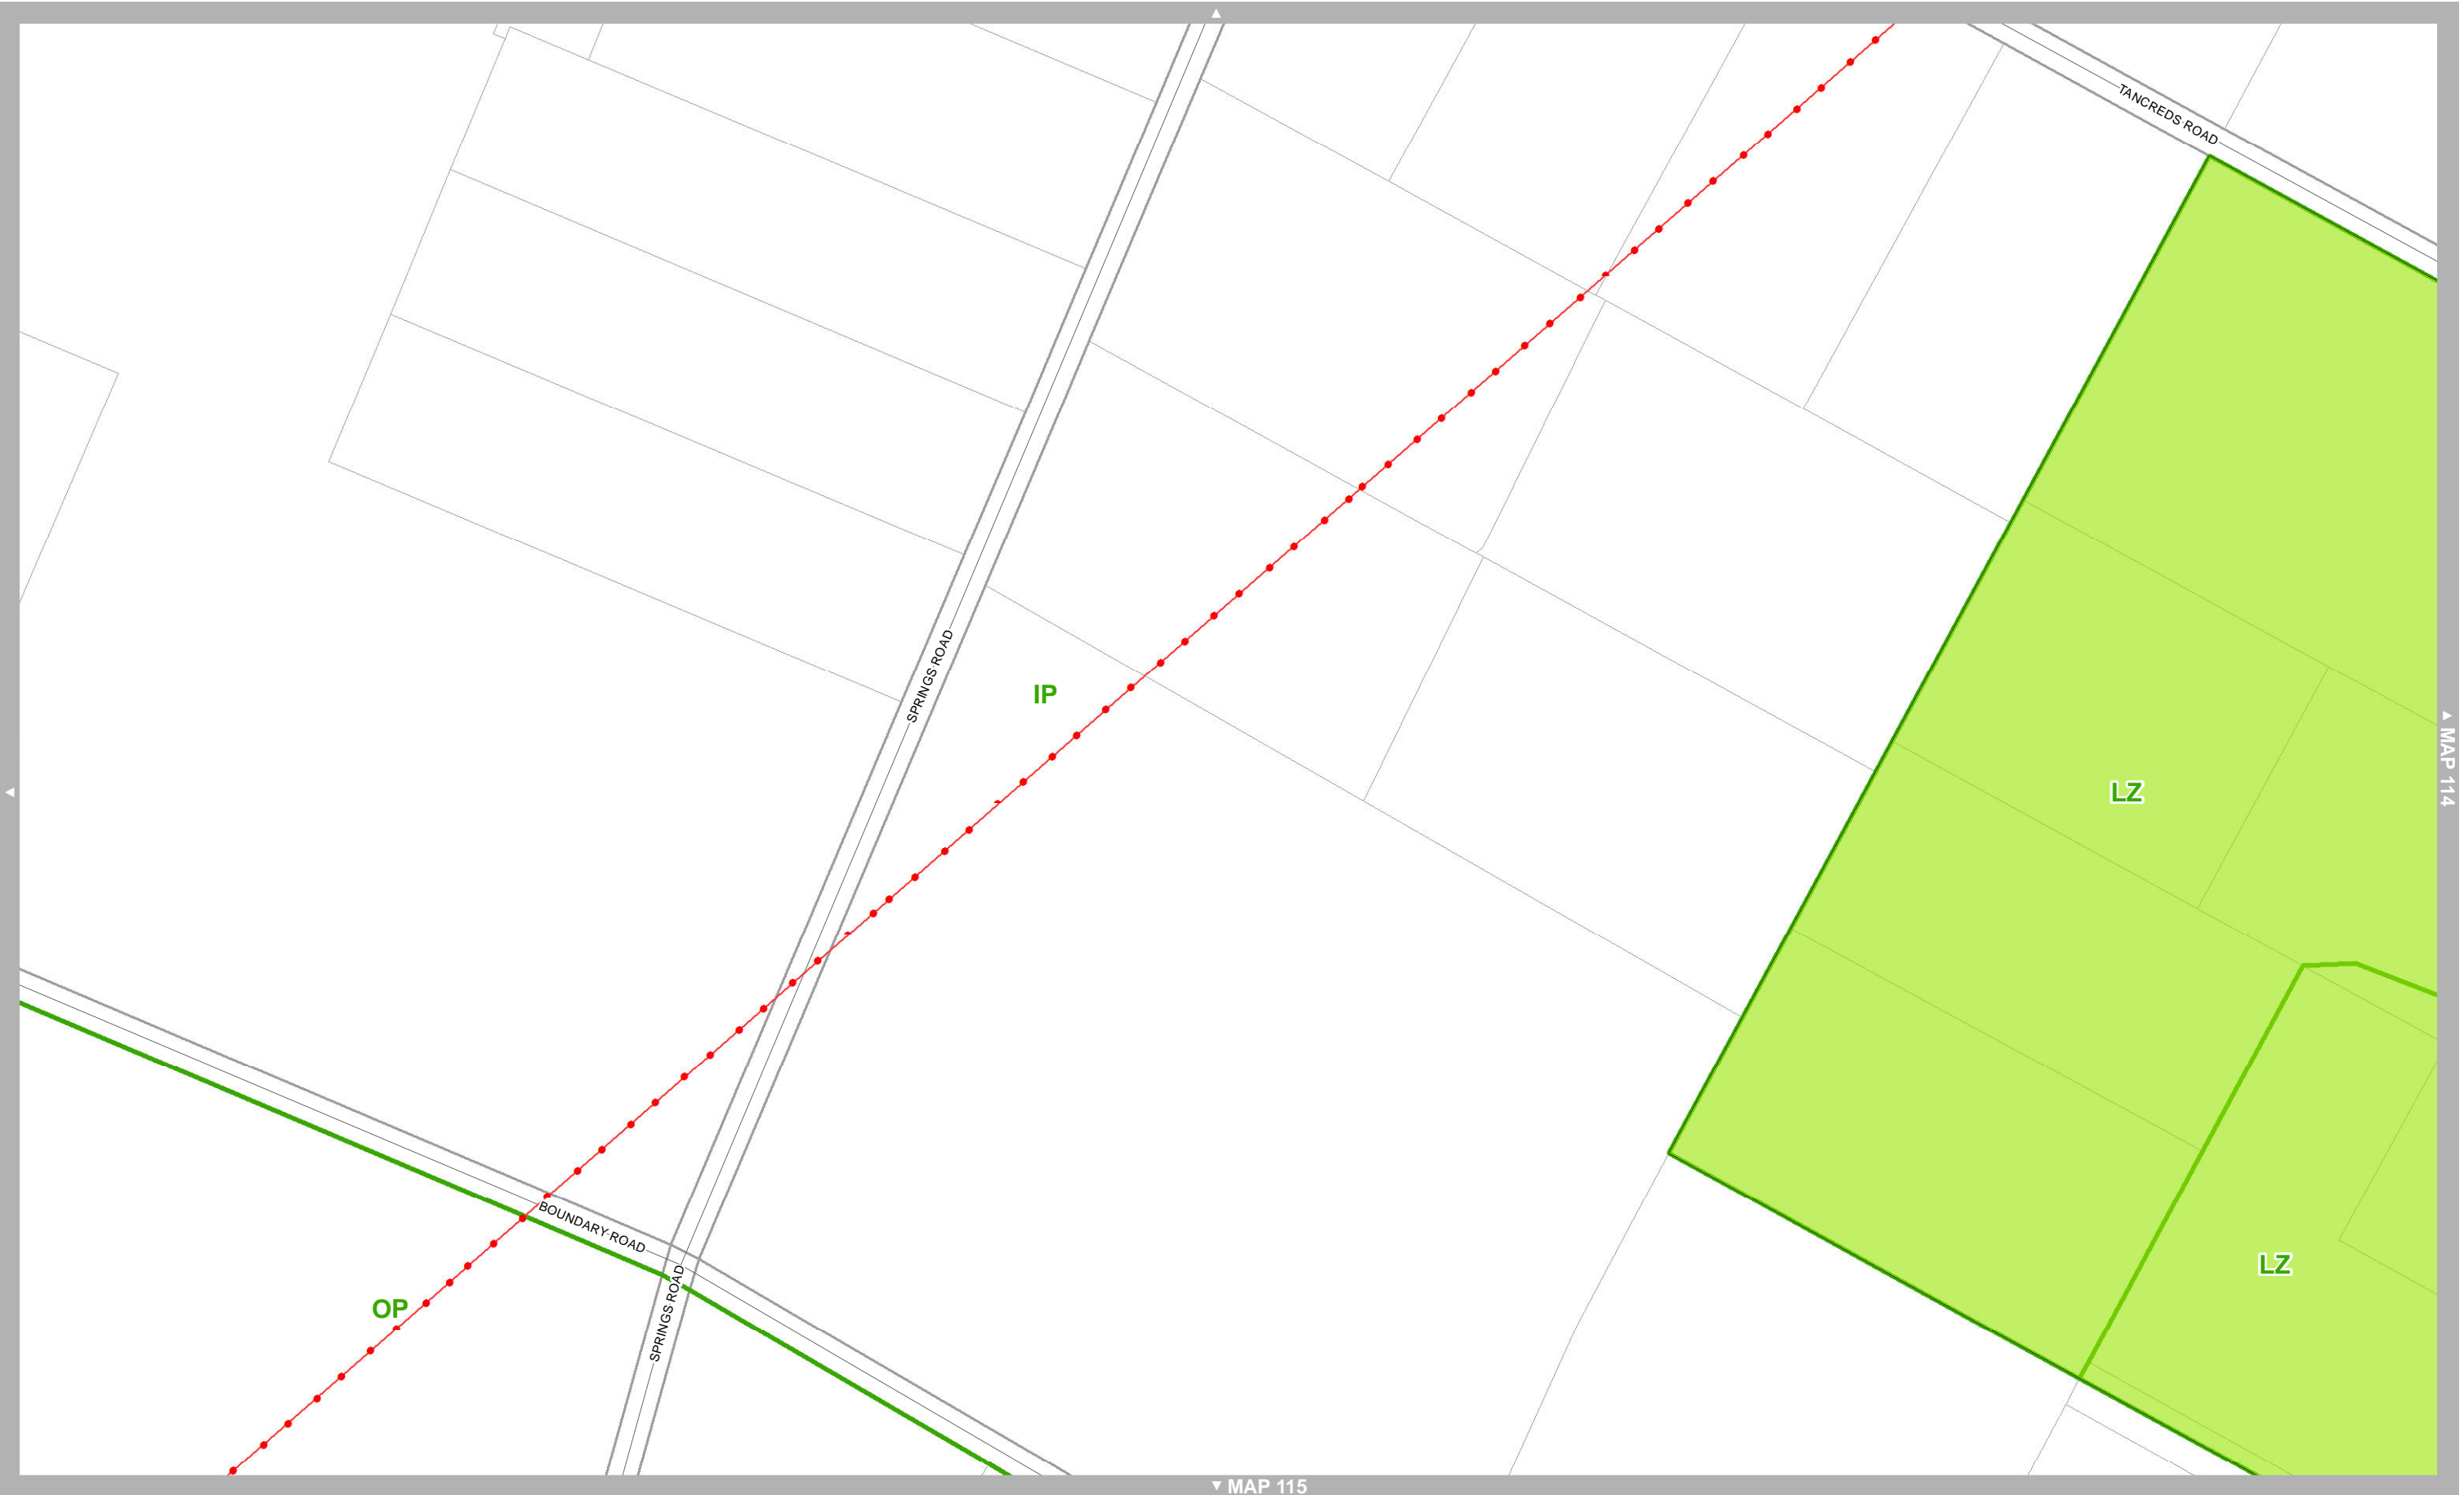 TANCREDS ROAD
SPRINGS ROAD
IP
MAP 114
LZ
BOUNDARY ROAD
LZ
OP
SPRINGS ROAD
MAP 115